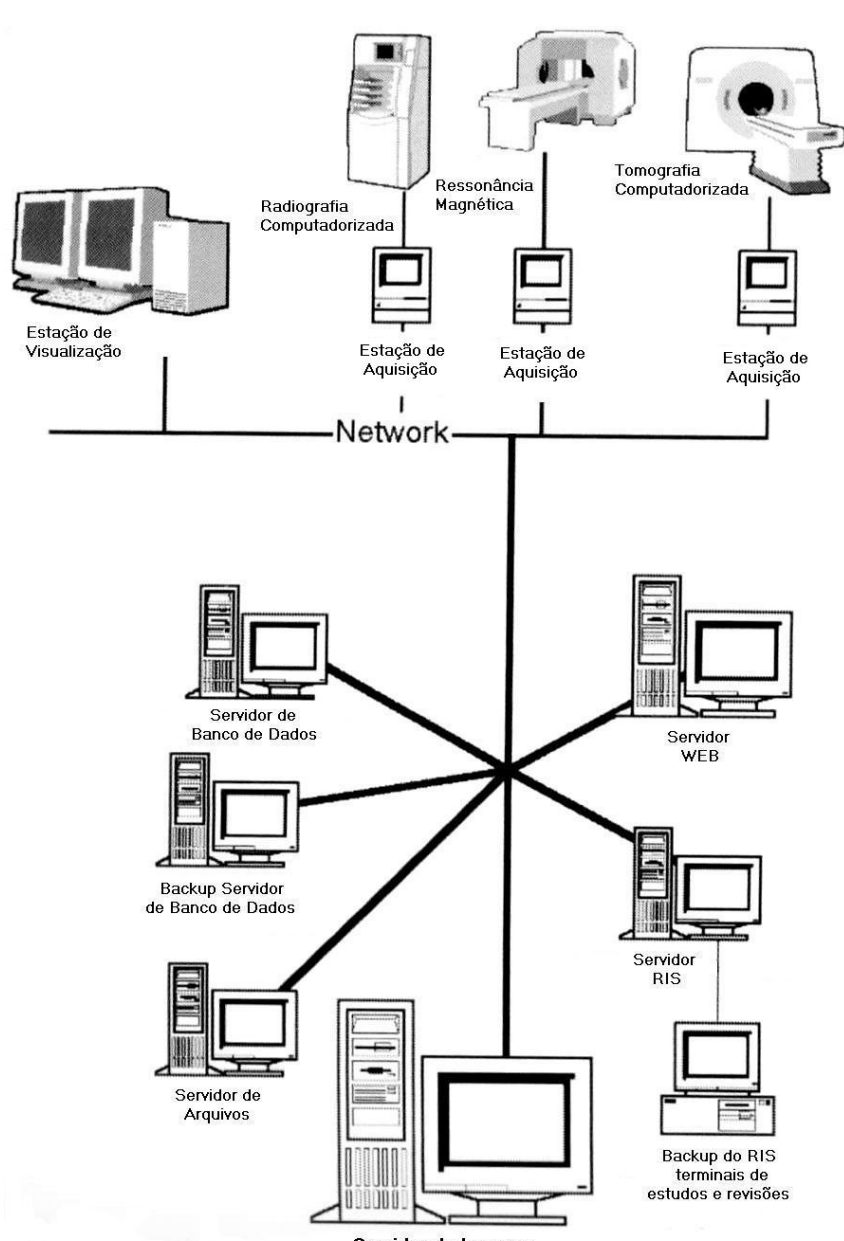 Radiografia
Computadorizada
Ressonância
Magnética
Tomografia
Computadorizada
Estação de
Visualização
Estação de
Aquisição
Estação de
Aquisição
Estação de
Aquisição
Network
Servidor de
Banco de Dados
Servidor
WEB
Backup Servidor
de Banco de Dados
Servidor
RIS
Servidor de
Arquivos
Backup do RIS
terminais de
estudos e revisões